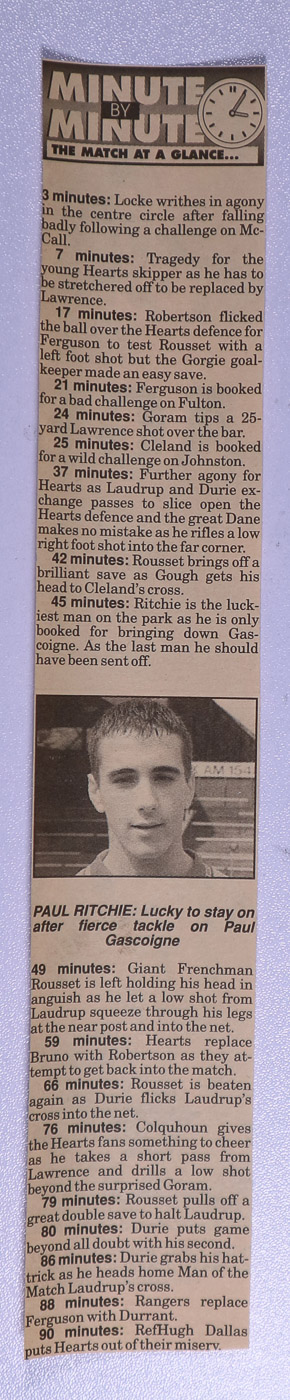 MINUTE
BY
MINUTE
THE MATCH AT A GLANCE...
3 minutes: Locke writhes in agony
in the centre circle after falling
badly following a challenge on Mc-
Call.
7 minutes: Tragedy for the
young Hearts skipper as he has to
be stretchered off to be replaced by
Lawrence.
17 minutes: Robertson flicked
the ball over the Hearts defence for
Ferguson to test Rousset with a
left foot shot but the Gorgie goal-
keeper made an easy save.
21 minutes: Ferguson is booked
for a bad challenge on Fulton.
24 minutes: Goram tips a 25-
yard Lawrence shot over the bar.
25 minutes: Cleland is booked
for a wild challenge on Johnston.
37 minutes: Further agony for
Hearts as Laudrup and Durie ex-
change passes to slice open the
Hearts defence and the great Dane
makes no mistake as he rifles a low
right foot shot into the far corner.
42 minutes: Rousset brings off a
brilliant save as Gough gets his
head to Cleland's cross.
45 minutes: Ritchie is the luck-
iest man on the park as he is only
booked for bringing down Gas-
coigne. As the last man he should
have been sent off.
AM 154
PAUL RITCHIE: Lucky to stay on
after fierce tackle on Paul
Gascoigne
49 minutes: Giant Frenchman
Rousset is left holding his head in
anguish as he let a low shot from
Laudrup squeeze through his legs
at the near post and into the net.
59 minutes: Hearts replace
Bruno with Robertson as they at-
tempt to get back into the match.
66 minutes: Rousset is beaten
again as Durie flicks Laudrup's
cross into the net.
76 minutes: Colquhoun gives
the Hearts fans something to cheer
as he takes a short pass from
Lawrence and drills a low shot
beyond the surprised Goram.
79 minutes: Rousset pulls off a
great double save to halt Laudrup.
80 minutes: Durie puts game
beyond all doubt with his second.
86 minutes: Durie grabs his hat-
trick as he heads home Man of the
Match Laudrup's cross.
88 minutes: Rangers replace
Ferguson with Durrant.
90 minutes: RefHugh Dallas
puts Hearts out of their misery.